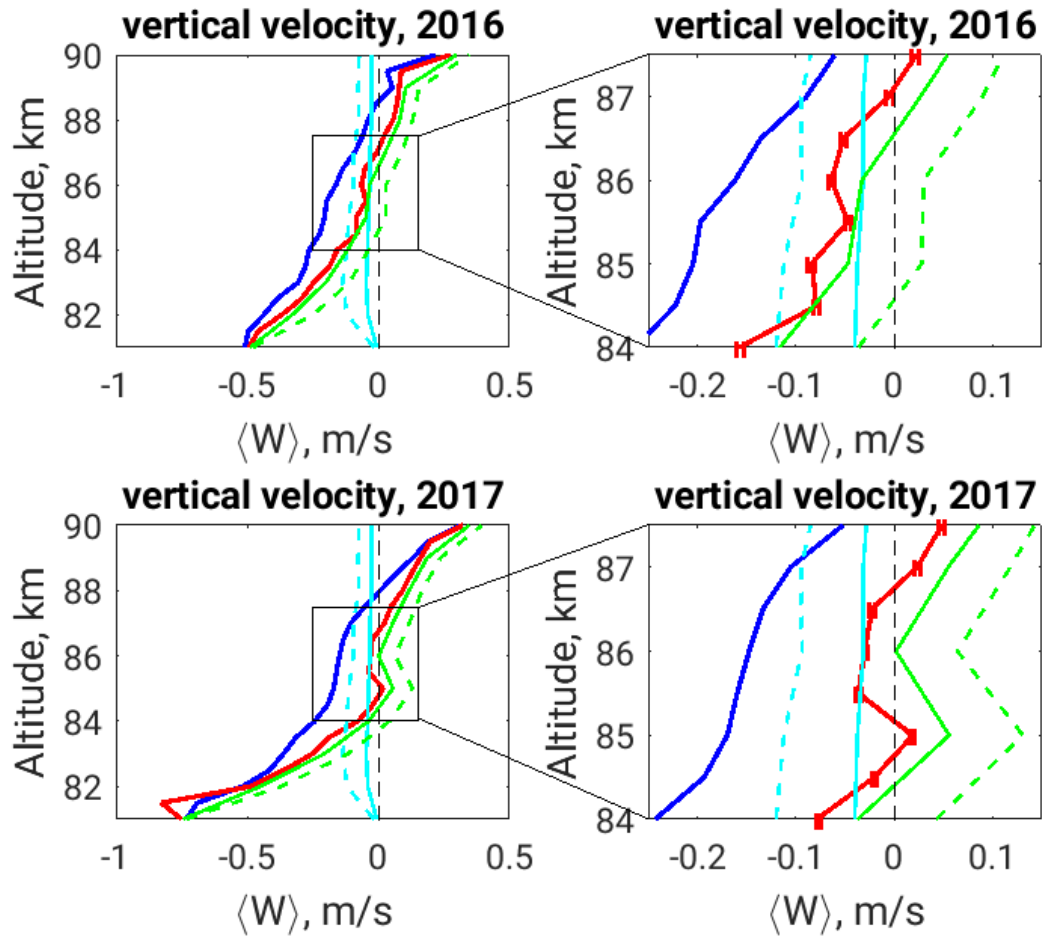 vertical velocity, 2016
90
88
86
84
82
-1
-0.5
0
0.5
Altitude, km
⟨W⟩, m/s
vertical velocity, 2016
87
86
85
84
-0.2
-0.1
0
0.1
Altitude, km
⟨W⟩, m/s
vertical velocity, 2017
90
88
86
84
82
-1
-0.5
0
0.5
Altitude, km
⟨W⟩, m/s
vertical velocity, 2017
87
86
85
84
-0.2
-0.1
0
0.1
Altitude, km
⟨W⟩, m/s